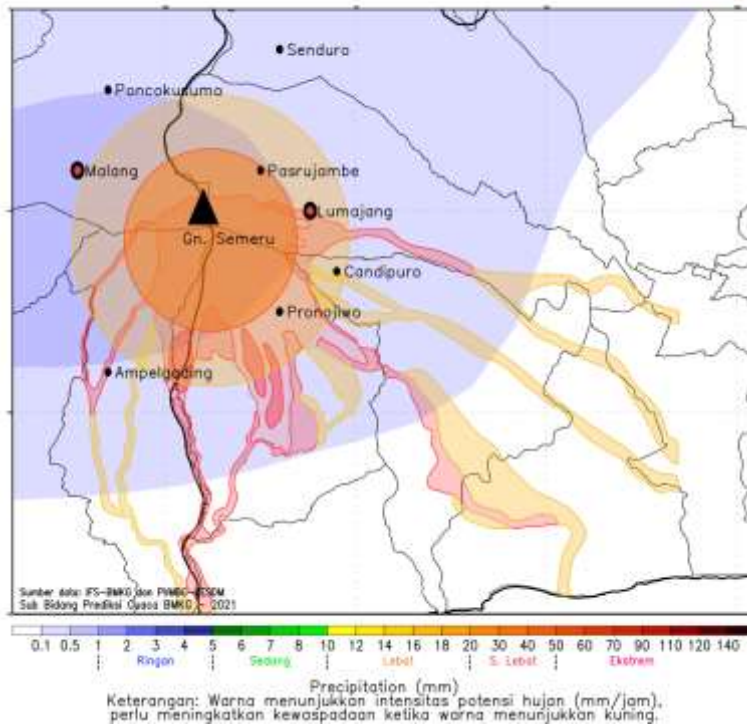 Senduro
Poncokusumo
Malang
Pasrujambe
Lumajang
Gn. Semeru
Candipuro
Pronojiwo
Ampelgading
Sumber data: IFS-BMKG dan PVMBG-ESDM
Sub Bidang Prediksi Cuaca BMKG - 2021
0.1 0.5 1 2 3 4 5 6 7 8 10 12 14 16 18 20 30 40 50 60 70 90 110 120 140
Ringan Sedang Lebat S. Lebat Ekstrem
Precipitation (mm)
Keterangan: Warna menunjukkan intensitas potensi hujan (mm/jam),
perlu meningkatkan kewaspadaan ketika warna menunjukkan kuning.